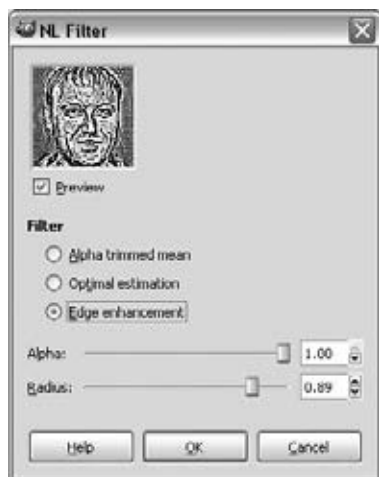 NL Filter
Preview
Filter
Alpha trimmed mean
Optimal estimation
Edge enhancement
Alpha: 1.00
Radius: 0.89
Help OK Cancel